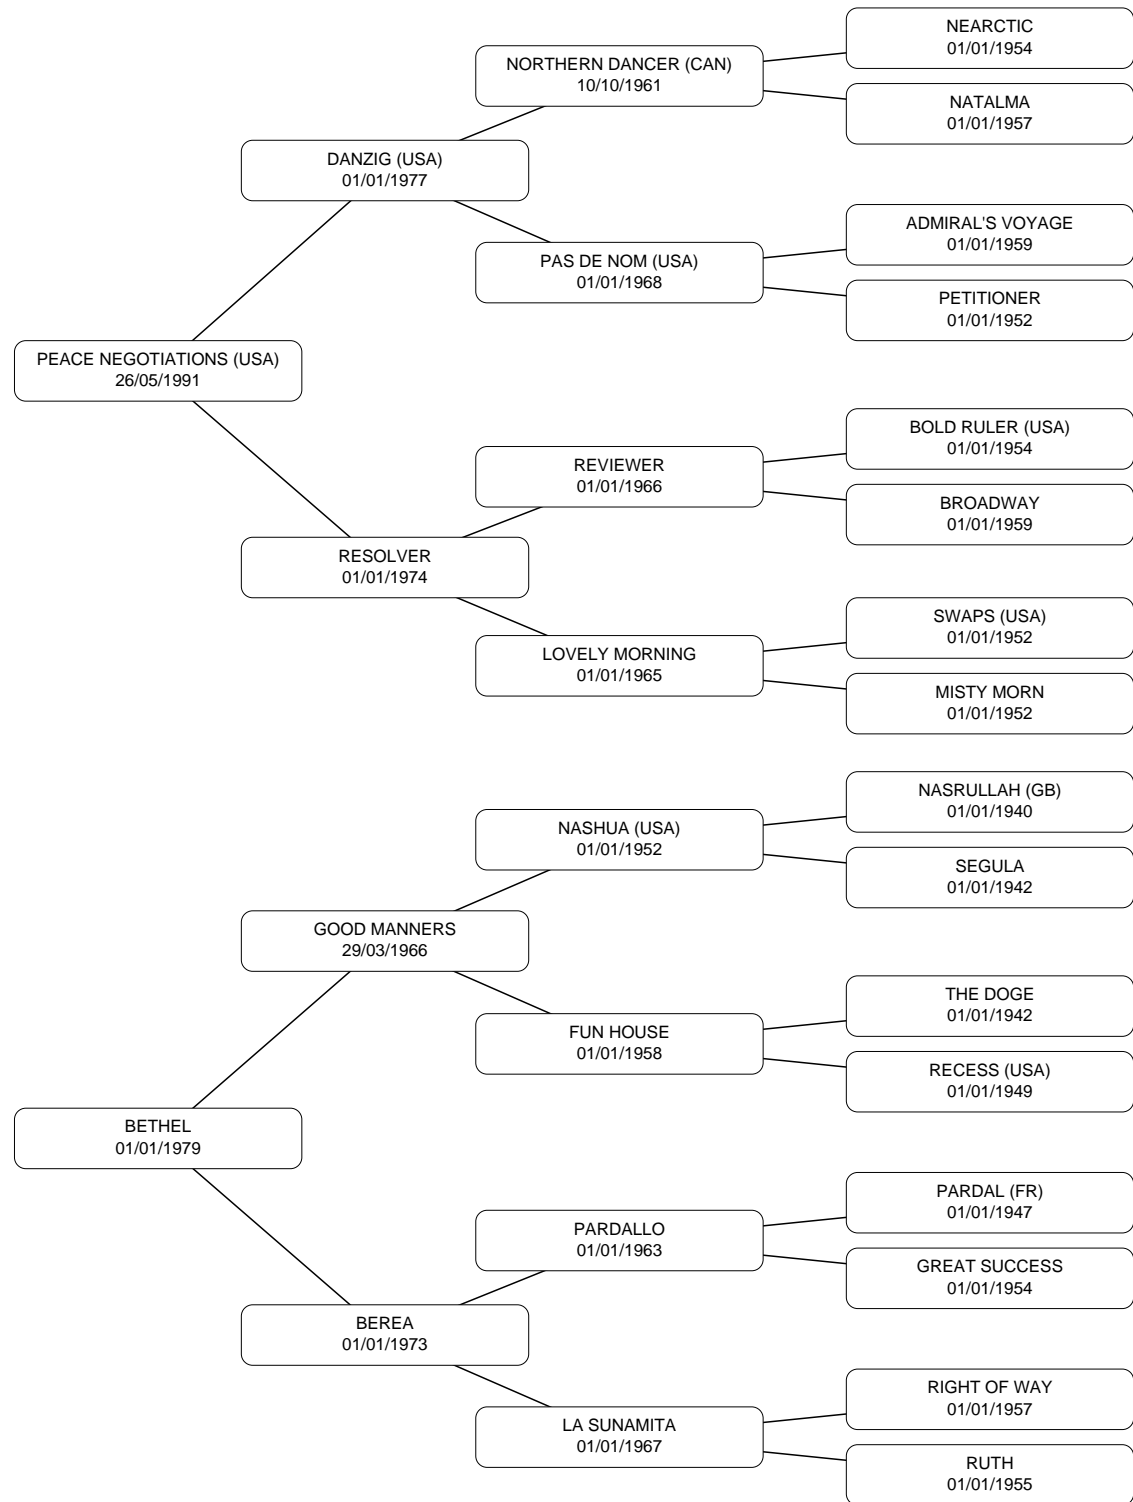 NEARCTIC
01/01/1954
NORTHERN DANCER (CAN)
10/10/1961
NATALMA
01/01/1957
DANZIG (USA)
01/01/1977
ADMIRAL'S VOYAGE
01/01/1959
PAS DE NOM (USA)
01/01/1968
PETITIONER
01/01/1952
PEACE NEGOTIATIONS (USA)
26/05/1991
BOLD RULER (USA)
01/01/1954
REVIEWER
01/01/1966
BROADWAY
01/01/1959
RESOLVER
01/01/1974
SWAPS (USA)
01/01/1952
LOVELY MORNING
01/01/1965
MISTY MORN
01/01/1952
NASRULLAH (GB)
01/01/1940
NASHUA (USA)
01/01/1952
SEGULA
01/01/1942
GOOD MANNERS
29/03/1966
THE DOGE
01/01/1942
FUN HOUSE
01/01/1958
RECESS (USA)
01/01/1949
BETHEL
01/01/1979
PARDAL (FR)
01/01/1947
PARDALLO
01/01/1963
GREAT SUCCESS
01/01/1954
BEREA
01/01/1973
RIGHT OF WAY
01/01/1957
LA SUNAMITA
01/01/1967
RUTH
01/01/1955